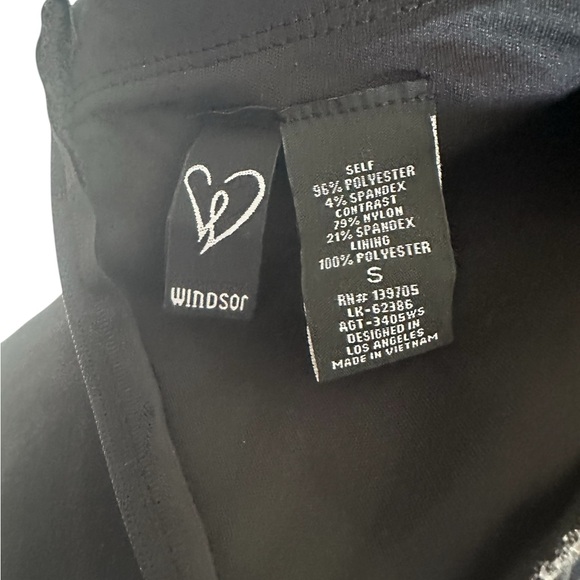 WINDSOR
SELF
96% POLYESTER
4% SPANDEX
CONTRAST
79% NYLON
21% SPANDEX
LINING
100% POLYESTER
S
RN# 139705
LK-62386
AGT-3405WS
DESIGNED IN
LOS ANGELES
MADE IN VIETNAM